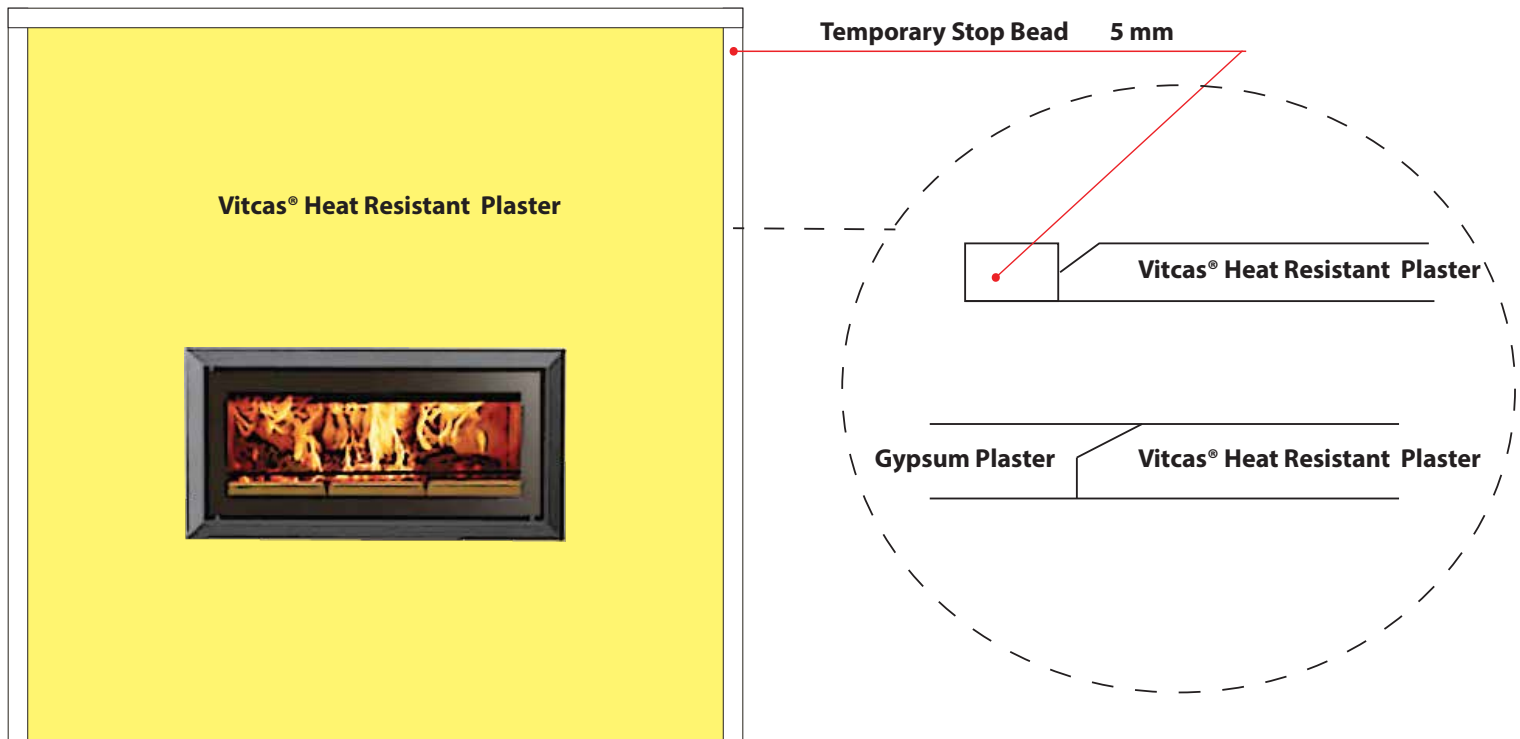 Temporary Stop Bead 5 mm
Vitcas® Heat Resistant Plaster
Vitcas® Heat Resistant Plaster
Gypsum Plaster Vitcas® Heat Resistant Plaster